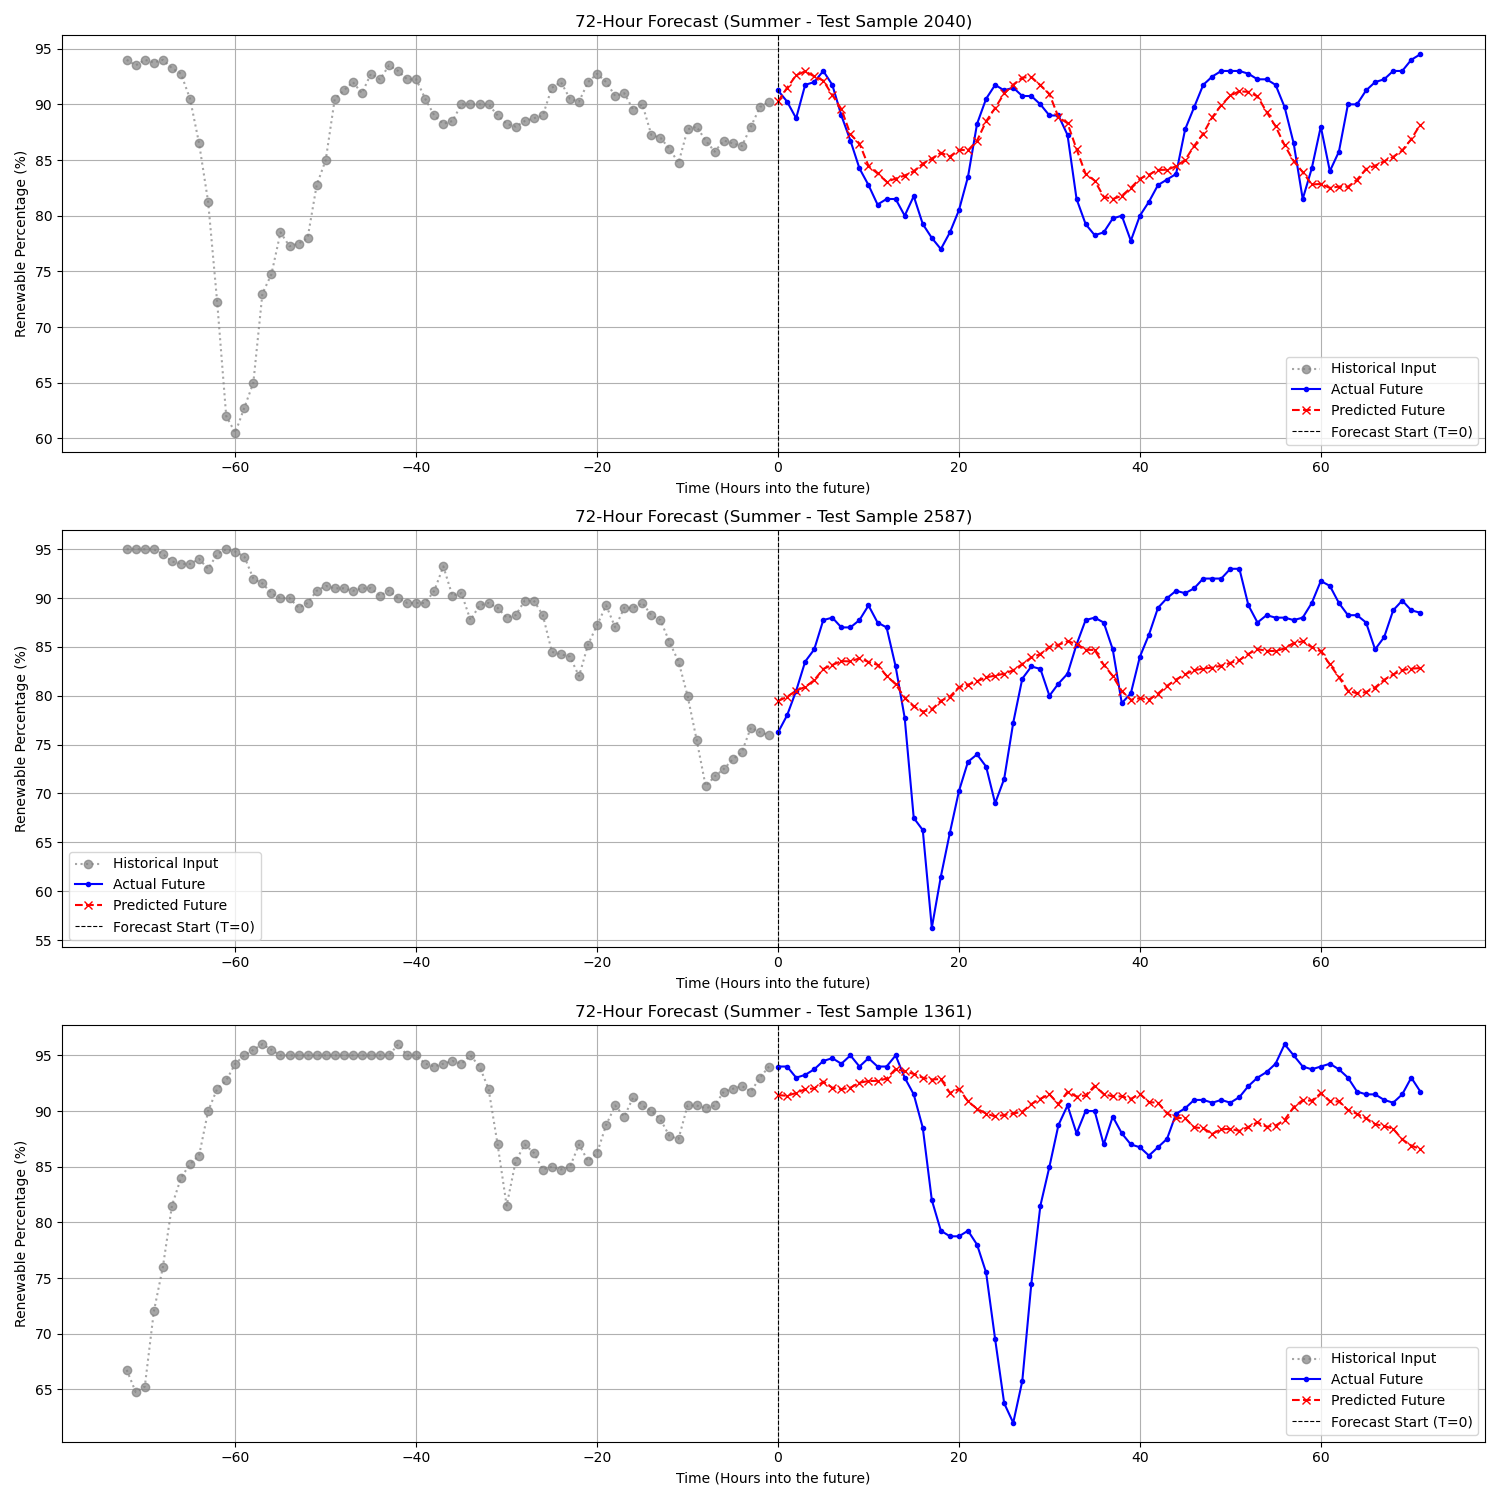 72-Hour Forecast (Summer - Test Sample 2040)
Renewable Percentage (%)
95
90
85
80
75
70
65
60
−60 −40 −20 0 20 40 60
Time (Hours into the future)
Historical Input
Actual Future
Predicted Future
Forecast Start (T=0)
72-Hour Forecast (Summer - Test Sample 2587)
Renewable Percentage (%)
95
90
85
80
75
70
65
60
55
−60 −40 −20 0 20 40 60
Time (Hours into the future)
Historical Input
Actual Future
Predicted Future
Forecast Start (T=0)
72-Hour Forecast (Summer - Test Sample 1361)
Renewable Percentage (%)
95
90
85
80
75
70
65
−60 −40 −20 0 20 40 60
Time (Hours into the future)
Historical Input
Actual Future
Predicted Future
Forecast Start (T=0)